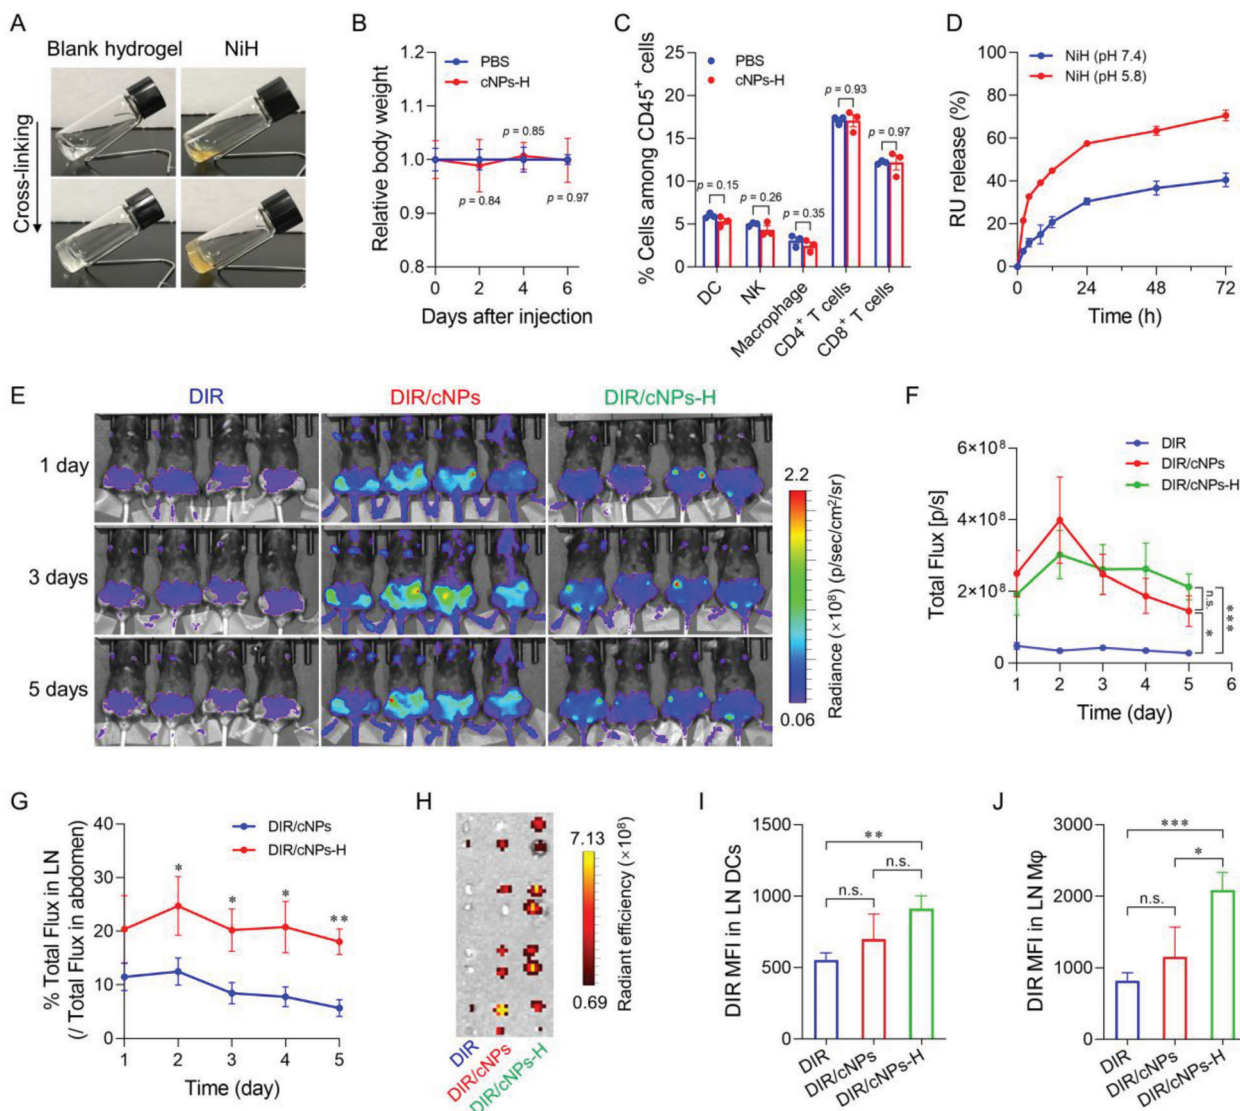 A
Blank hydrogel
NiH
Cross-linking
B
Relative body weight
1.2
1.1
1.0
0.9
0.8
PBS
cNPs-H
p = 0.85
p = 0.84
p = 0.97
0
2
4
6
Days after injection
C
% Cells among CD45+ cells
25
20
15
10
5
0
PBS
cNPs-H
p = 0.93
p = 0.97
p = 0.15
p = 0.26
p = 0.35
DC
NK
Macrophage
CD4+ T cells
CD8+ T cells
D
RU release (%)
100
80
60
40
20
0
NiH (pH 7.4)
NiH (pH 5.8)
0
24
48
72
Time (h)
E
DIR
DIR/cNPs
DIR/cNPs-H
1 day
3 days
5 days
2.2
0.06
Radiance (×10⁸) (p/sec/cm²/sr)
F
Total Flux [p/s]
6×10⁸
4×10⁸
2×10⁸
0
DIR
DIR/cNPs
DIR/cNPs-H
n.s.
*
***
1
2
3
4
5
6
Time (day)
G
% Total Flux in LN
(/ Total Flux in abdomen)
40
30
20
10
0
DIR/cNPs
DIR/cNPs-H
*
*
*
**
1
2
3
4
5
Time (day)
H
7.13
0.69
Radiant efficiency (×10⁸)
DIR
DIR/cNPs
DIR/cNPs-H
I
DIR MFI in LN DCs
1500
1000
500
0
**
n.s.
n.s.
DIR
DIR/cNPs
DIR/cNPs-H
J
DIR MFI in LN Mφ
3000
2000
1000
0
***
*
n.s.
DIR
DIR/cNPs
DIR/cNPs-H